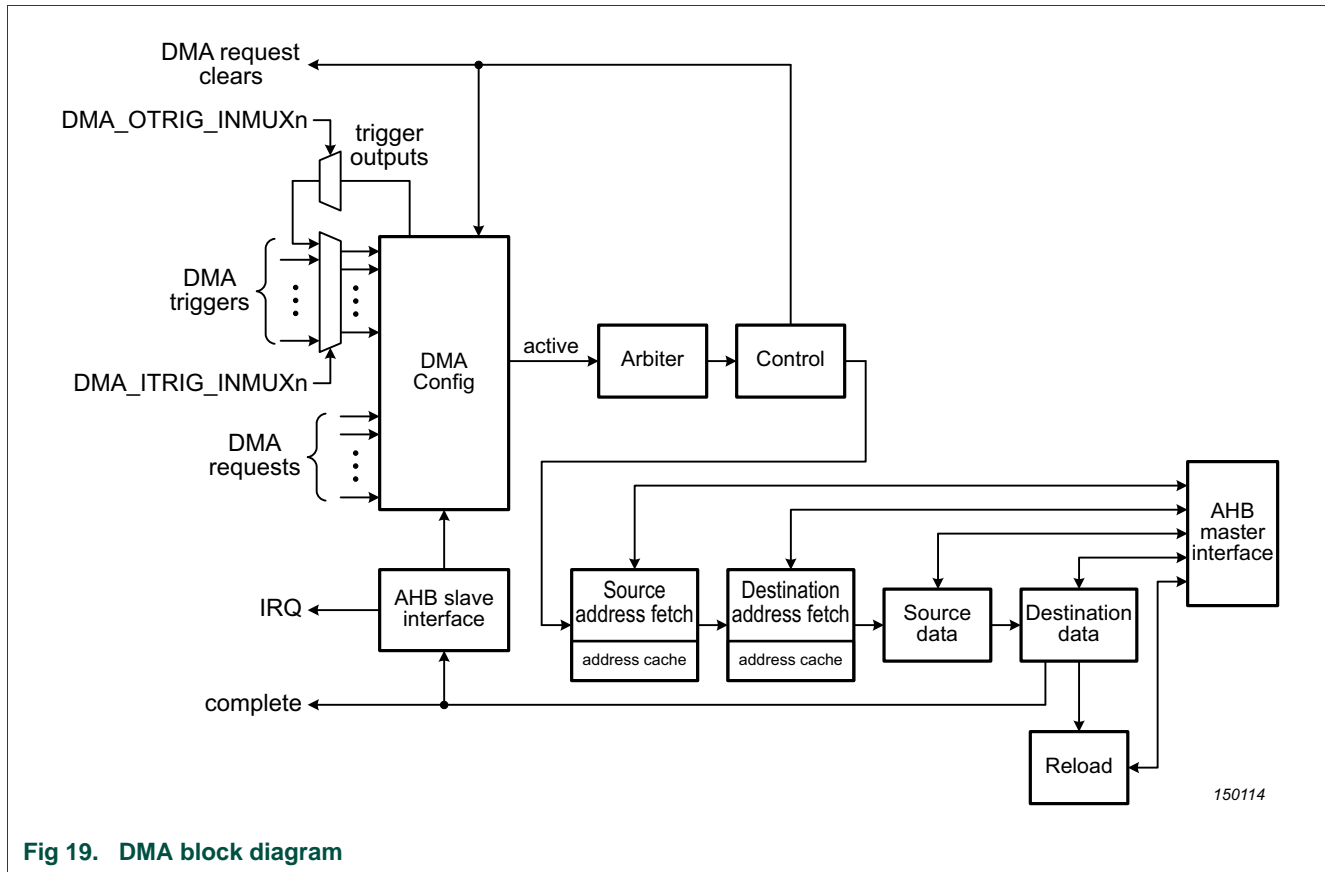 DMA request
clears
DMA_OTRIG_INMUXn
trigger
outputs
DMA
triggers
DMA_ITRIG_INMUXn
DMA
requests
DMA
Config
active
Arbiter
Control
AHB
master
interface
IRQ
AHB slave
interface
Source
address fetch
address cache
Destination
address fetch
address cache
Source
data
Destination
data
complete
Reload
150114
Fig 19. DMA block diagram